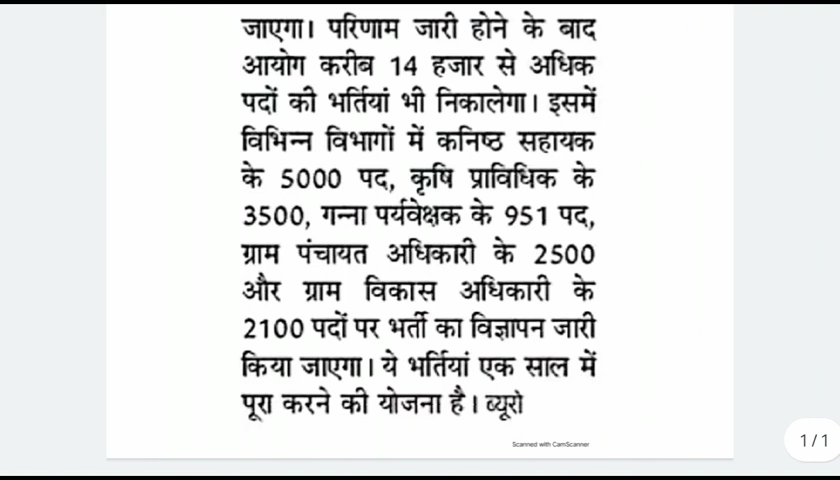 जाएगा। परिणाम जारी होने के बाद
आयोग करीब 14 हजार से अधिक
पदों की भर्तियां भी निकालेगा। इसमें
विभिन्न विभागों में कनिष्ठ सहायक
के 5000 पद, कृषि प्राविधिक के
3500, गन्ना पर्यवेक्षक के 951 पद,
ग्राम पंचायत अधिकारी के 2500
और ग्राम विकास अधिकारी के
2100 पदों पर भर्ती का विज्ञापन जारी
किया जाएगा। ये भर्तियां एक साल में
पूरा करने की योजना है। ब्यूरो
Scanned with CamScanner
1/1